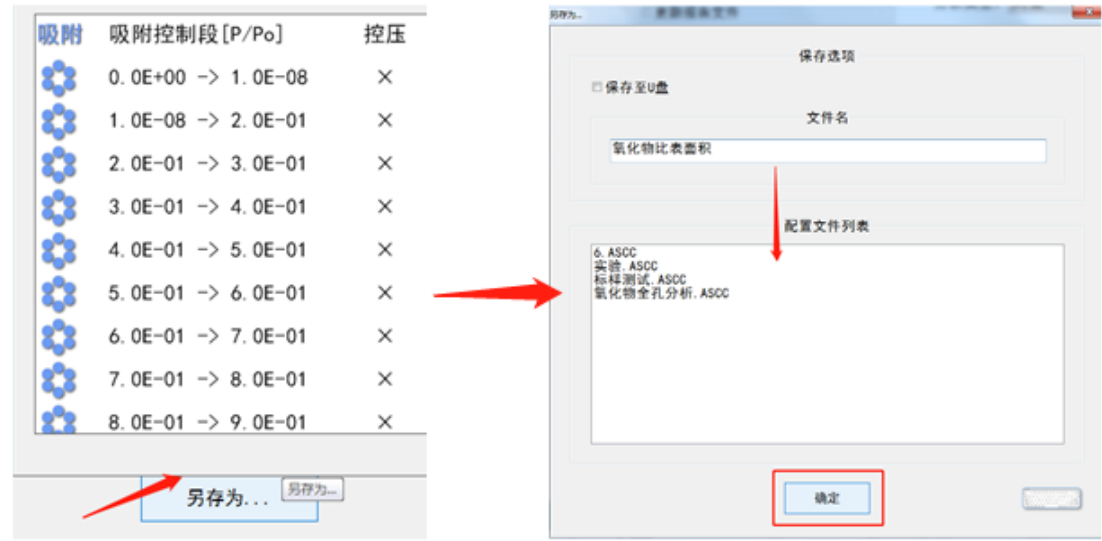 吸附 吸附控制段[P/Po] 控压
0.0E+00 -> 1.0E-08 ×
1.0E-08 -> 2.0E-01 ×
2.0E-01 -> 3.0E-01 ×
3.0E-01 -> 4.0E-01 ×
4.0E-01 -> 5.0E-01 ×
5.0E-01 -> 6.0E-01 ×
6.0E-01 -> 7.0E-01 ×
7.0E-01 -> 8.0E-01 ×
8.0E-01 -> 9.0E-01 ×
另存为...
另存为...
另存为...
保存选项
保存至U盘
文件名
氧化物比表面积
配置文件列表
6.ASCC
实验.ASCC
标样测试.ASCC
氧化物全孔分析.ASCC
确定